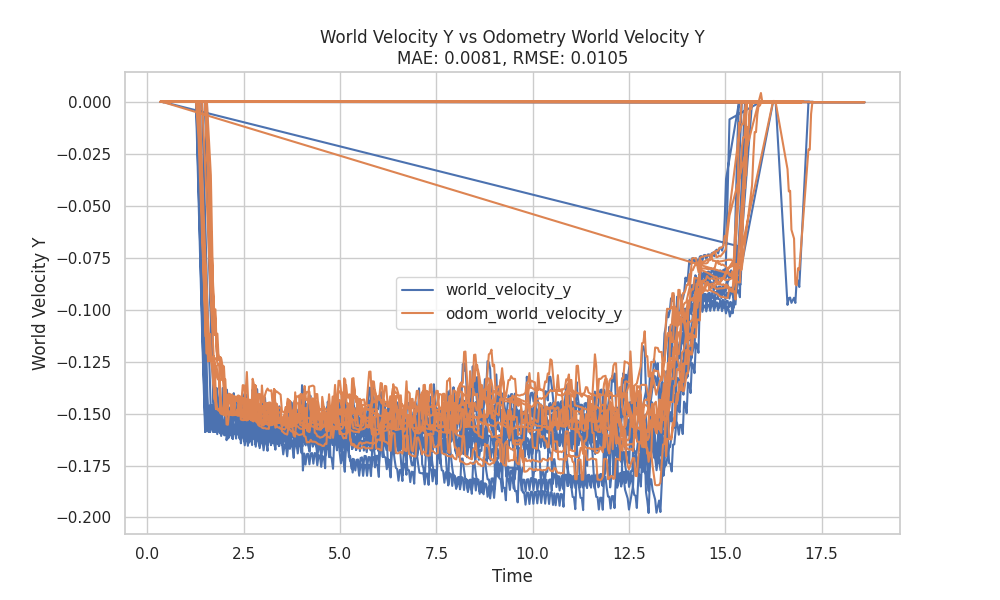 World Velocity Y vs Odometry World Velocity Y
MAE: 0.0081, RMSE: 0.0105
0.000
−0.025
−0.050
−0.075
−0.100
−0.125
−0.150
−0.175
−0.200
World Velocity Y
world_velocity_y
odom_world_velocity_y
0.0 2.5 5.0 7.5 10.0 12.5 15.0 17.5
Time